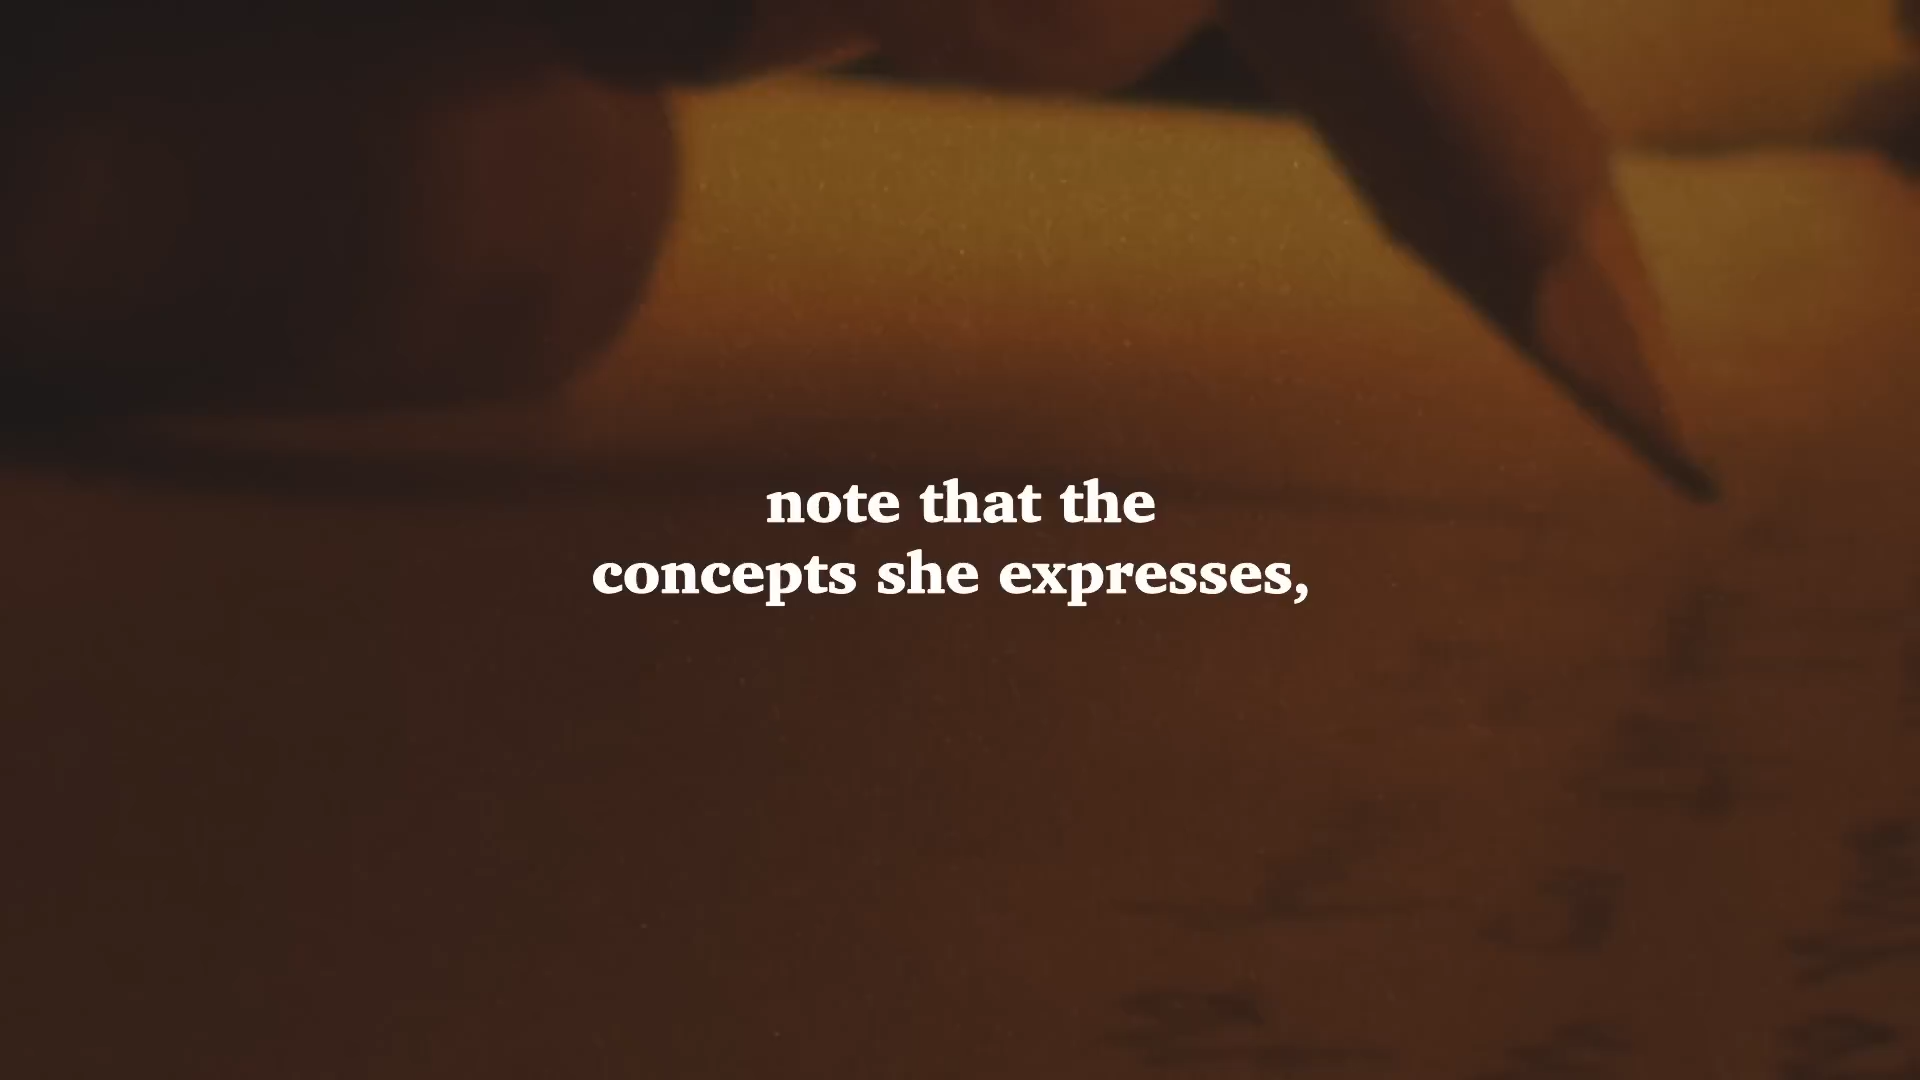 note that the
concepts she expresses,